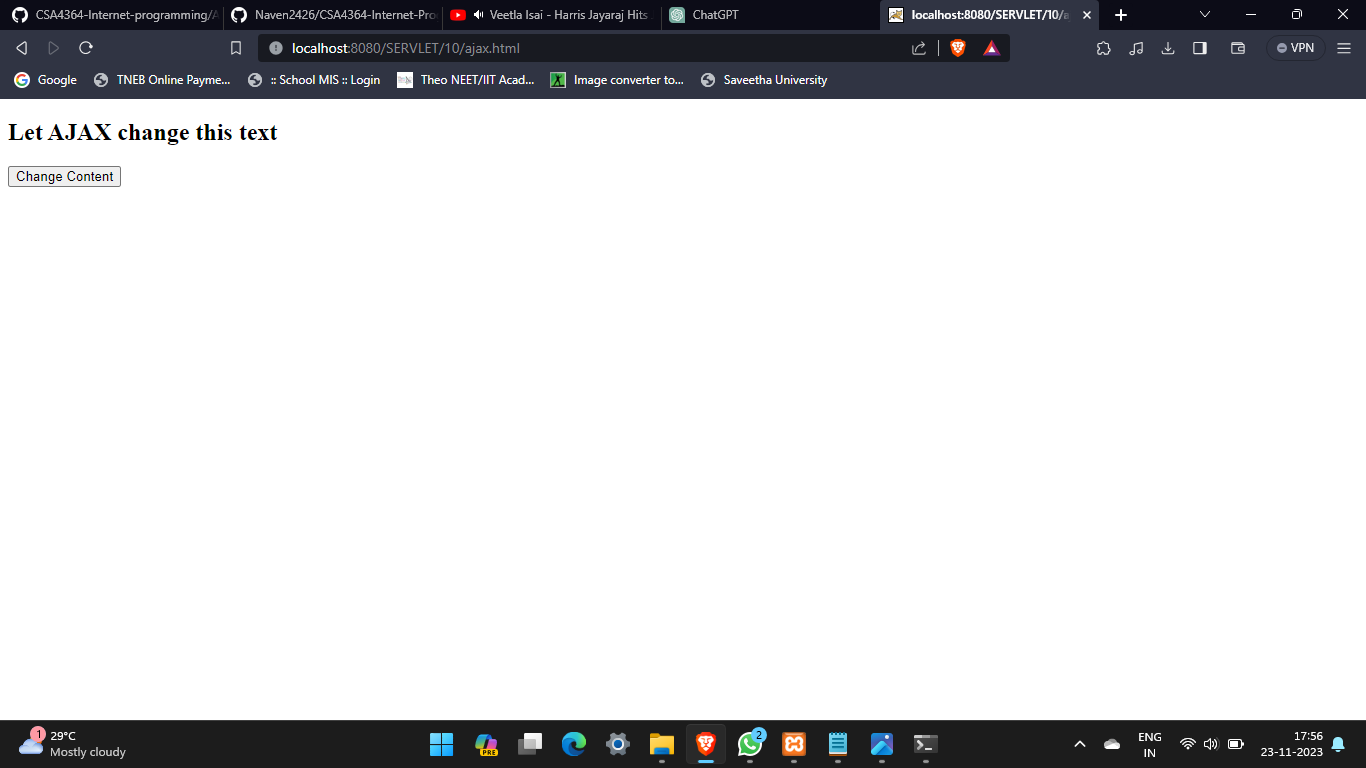 CSA4364-Internet-programming/A
Naven2426/CSA4364-Internet-Pro
Veetla Isai - Harris Jayaraj Hits
ChatGPT
localhost:8080/SERVLET/10/a
localhost:8080/SERVLET/10/ajax.html
VPN
Google
TNEB Online Payme...
:: School MIS :: Login
Theo NEET/IIT Acad...
Image converter to...
Saveetha University
Let AJAX change this text
Change Content
1
29°C
Mostly cloudy
PRE
2
ENG
IN
17:56
23-11-2023